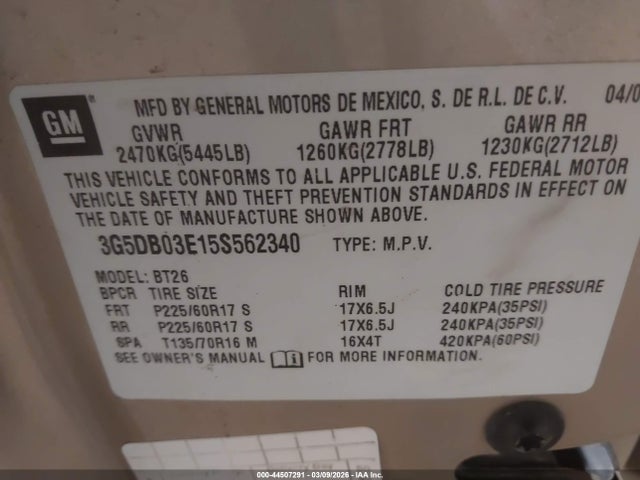 GM®
MFD BY GENERAL MOTORS DE MEXICO, S. DE R.L. DE C.V. 04/0
GVWR GAWR FRT GAWR RR
2470KG(5445LB) 1260KG(2778LB) 1230KG(2712LB)
THIS VEHICLE CONFORMS TO ALL APPLICABLE U.S. FEDERAL MOTOR
VEHICLE SAFETY AND THEFT PREVENTION STANDARDS IN EFFECT ON
THE DATE OF MANUFACTURE SHOWN ABOVE.
3G5DB03E15S562340 TYPE: M.P.V.
MODEL: BT26
BPCR TIRE SIZE RIM COLD TIRE PRESSURE
FRT P225/60R17 S 17X6.5J 240KPA(35PSI)
RR P225/60R17 S 17X6.5J 240KPA(35PSI)
SPA T135/70R16 M 16X4T 420KPA(60PSI)
SEE OWNER'S MANUAL FOR MORE INFORMATION.
000-44507291 - 03/09/2026 - IAA Inc.